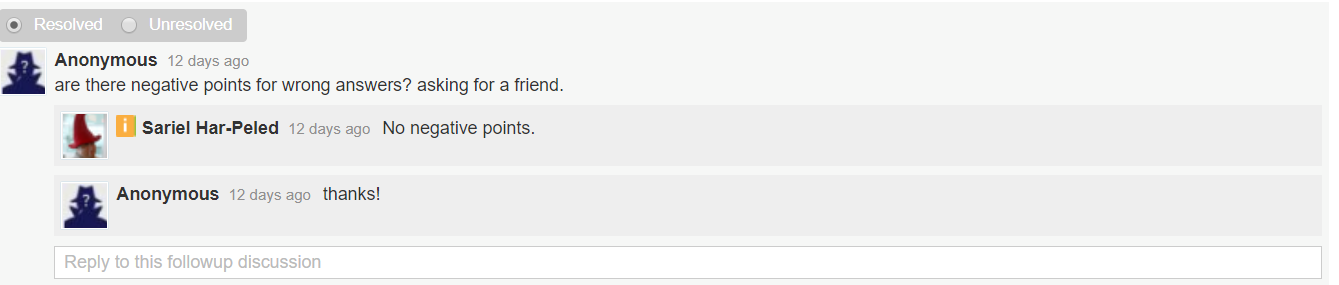 Resolved Unresolved
Anonymous 12 days ago
are there negative points for wrong answers? asking for a friend.
i Sariel Har-Peled 12 days ago No negative points.
Anonymous 12 days ago thanks!
Reply to this followup discussion